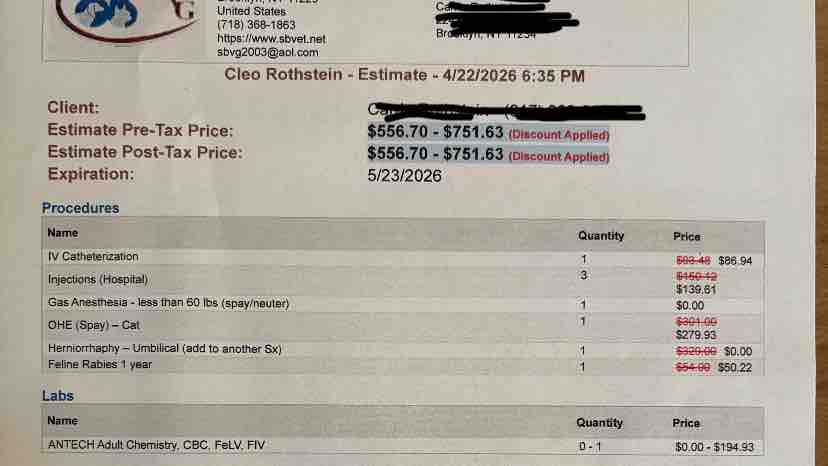 G
United States
(718) 368-1863
https://www.sbvet.net
sbvg2003@aol.com
Cleo Rothstein - Estimate - 4/22/2026 6:35 PM
Client:
Estimate Pre-Tax Price: $556.70 - $751.63 (Discount Applied)
Estimate Post-Tax Price: $556.70 - $751.63 (Discount Applied)
Expiration: 5/23/2026
Procedures
Name Quantity Price
IV Catheterization 1 $93.48 $86.94
Injections (Hospital) 3 $150.12
$139.61
Gas Anesthesia - less than 60 lbs (spay/neuter) 1 $0.00
OHE (Spay) – Cat 1 $301.00
$279.93
Herniorrhaphy – Umbilical (add to another Sx) 1 $329.00 $0.00
Feline Rabies 1 year 1 $54.00 $50.22
Labs
Name Quantity Price
ANTECH Adult Chemistry, CBC, FeLV, FIV 0 - 1 $0.00 - $194.93